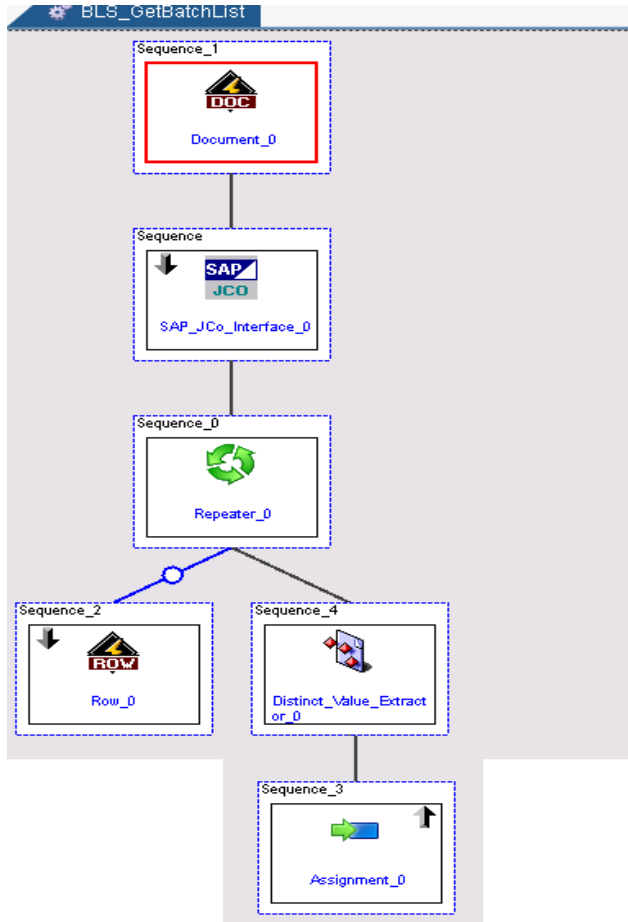 BLS_GetBatchList
Sequence_1
DOC
Document_0
Sequence
SAP
JCO
SAP_JCo_Interface_0
Sequence_0
Repeater_0
Sequence_2
ROW
Row_0
Sequence_4
Distinct_Value_Extract
or_0
Sequence_3
Assignment_0